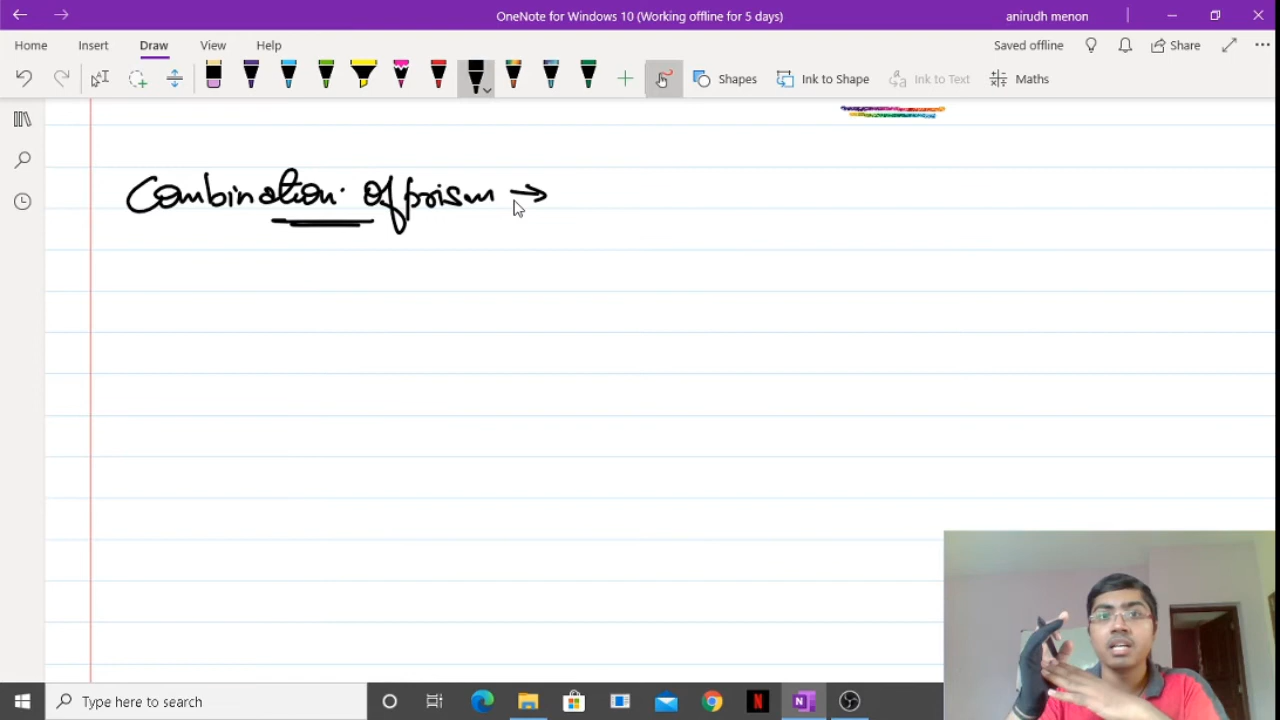 OneNote for Windows 10 (Working offline for 5 days)
anirudh menon
Home Insert Draw View Help
Saved offline Share
Shapes Ink to Shape Ink to Text Maths
Combination of prism →
Type here to search